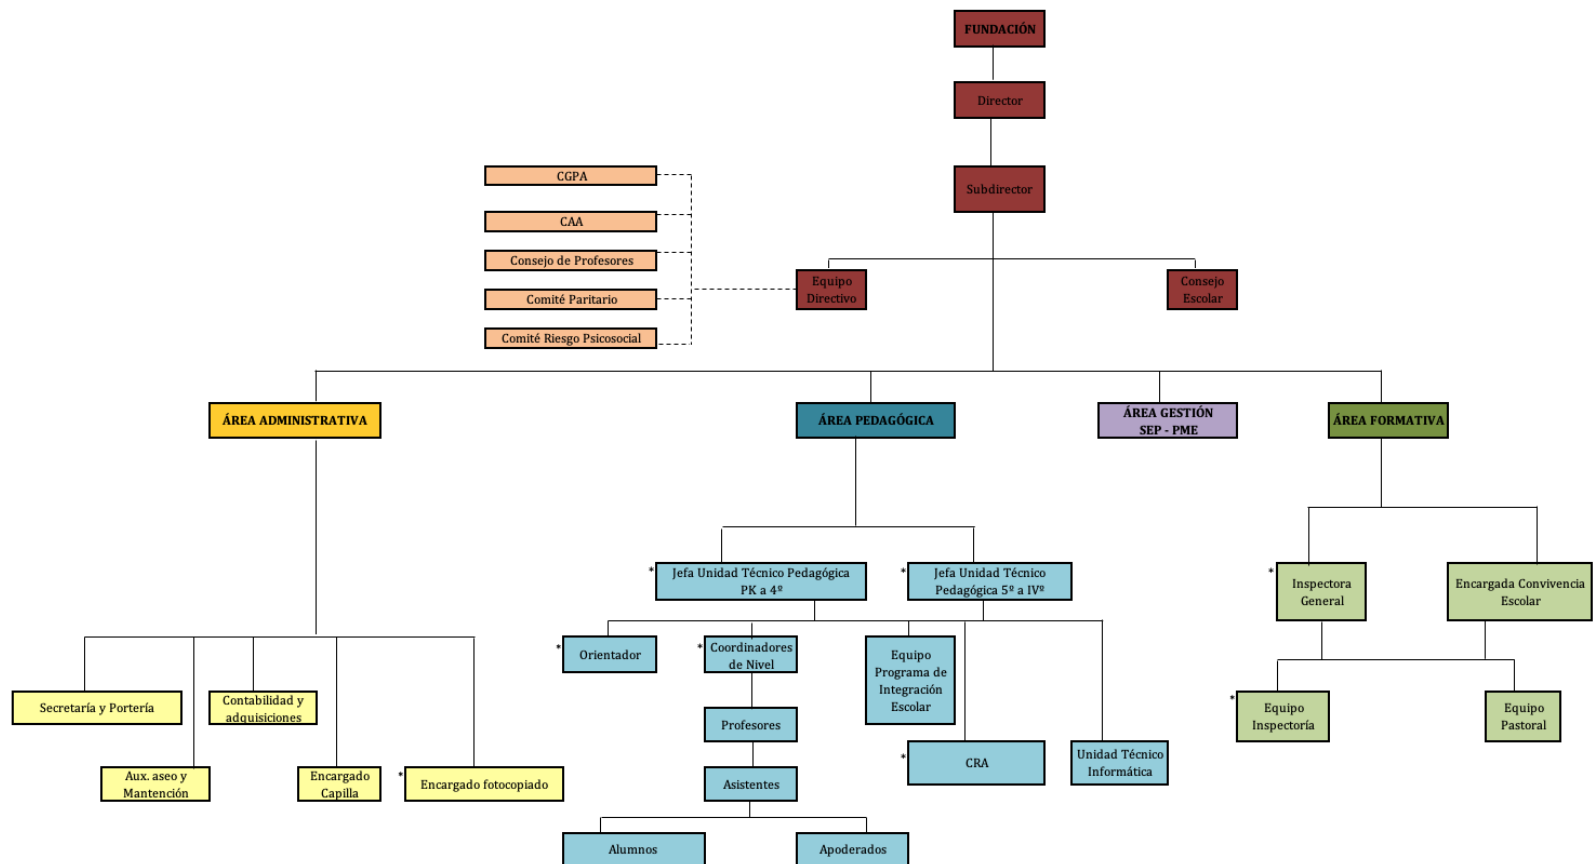 FUNDACIÓN
Director
Subdirector
CGPA
CAA
Consejo de Profesores
Comité Paritario
Comité Riesgo Psicosocial
Equipo
Directivo
Consejo
Escolar
ÁREA ADMINISTRATIVA
ÁREA PEDAGÓGICA
ÁREA GESTIÓN
SEP - PME
ÁREA FORMATIVA
* Jefa Unidad Técnico Pedagógica
PK a 4º
* Jefa Unidad Técnico
Pedagógica 5º a IVº
* Inspectora
General
Encargada Convivencia
Escolar
* Orientador
* Coordinadores
de Nivel
Equipo
Programa de
Integración
Escolar
Secretaría y Portería
Contabilidad y
adquisiciones
* Equipo
Inspectoría
Equipo
Pastoral
Profesores
Aux. aseo y
Mantención
Encargado
Capilla
* Encargado fotocopiado
Asistentes
* CRA
Unidad Técnico
Informática
Alumnos
Apoderados